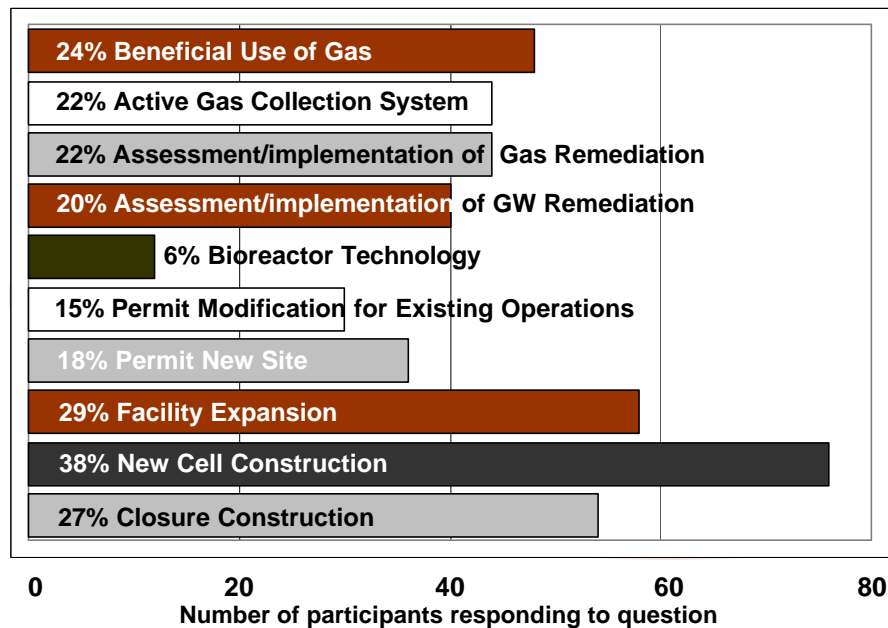 24% Beneficial Use of Gas
22% Active Gas Collection System
22% Assessment/implementation of Gas Remediation
20% Assessment/implementation of GW Remediation
6% Bioreactor Technology
15% Permit Modification for Existing Operations
18% Permit New Site
29% Facility Expansion
38% New Cell Construction
27% Closure Construction
0 20 40 60 80
Number of participants responding to question